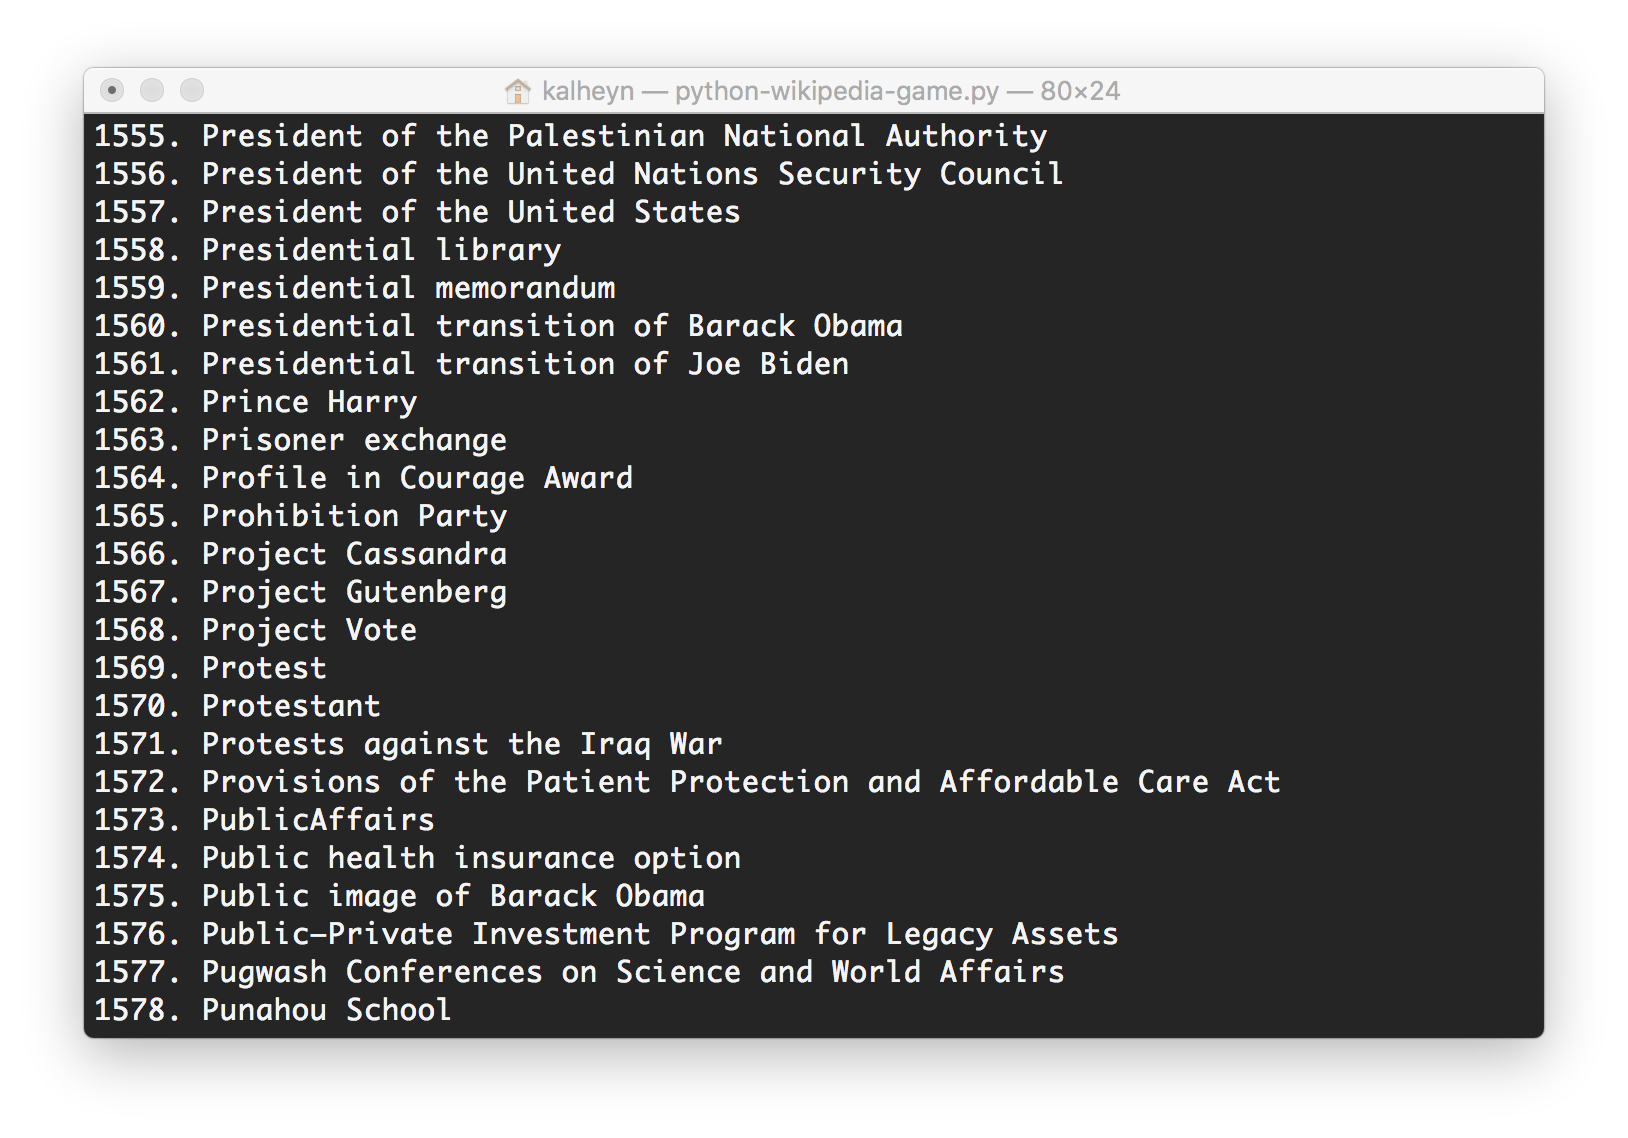 kalheyn — python-wikipedia-game.py — 80×24
1555. President of the Palestinian National Authority
1556. President of the United Nations Security Council
1557. President of the United States
1558. Presidential library
1559. Presidential memorandum
1560. Presidential transition of Barack Obama
1561. Presidential transition of Joe Biden
1562. Prince Harry
1563. Prisoner exchange
1564. Profile in Courage Award
1565. Prohibition Party
1566. Project Cassandra
1567. Project Gutenberg
1568. Project Vote
1569. Protest
1570. Protestant
1571. Protests against the Iraq War
1572. Provisions of the Patient Protection and Affordable Care Act
1573. PublicAffairs
1574. Public health insurance option
1575. Public image of Barack Obama
1576. Public–Private Investment Program for Legacy Assets
1577. Pugwash Conferences on Science and World Affairs
1578. Punahou School